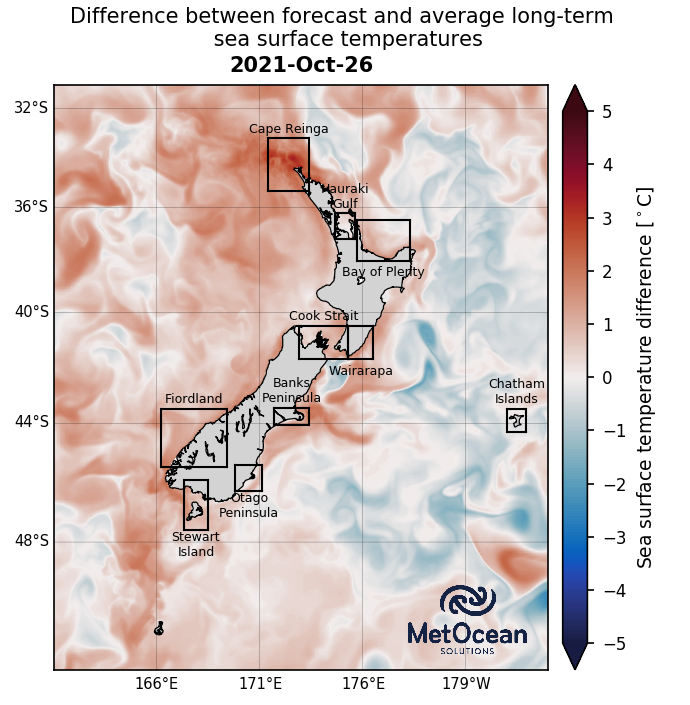 Difference between forecast and average long-term
sea surface temperatures
2021-Oct-26
32°S
36°S
40°S
44°S
48°S
Cape Reinga
Hauraki
Gulf
Bay of Plenty
Cook Strait
Wairarapa
Banks
Peninsula
Fiordland
Chatham
Islands
Otago
Peninsula
Stewart
Island
MetOcean
SOLUTIONS
166°E
171°E
176°E
179°W
5
4
3
2
1
0
−1
−2
−3
−4
−5
Sea surface temperature difference [°C]